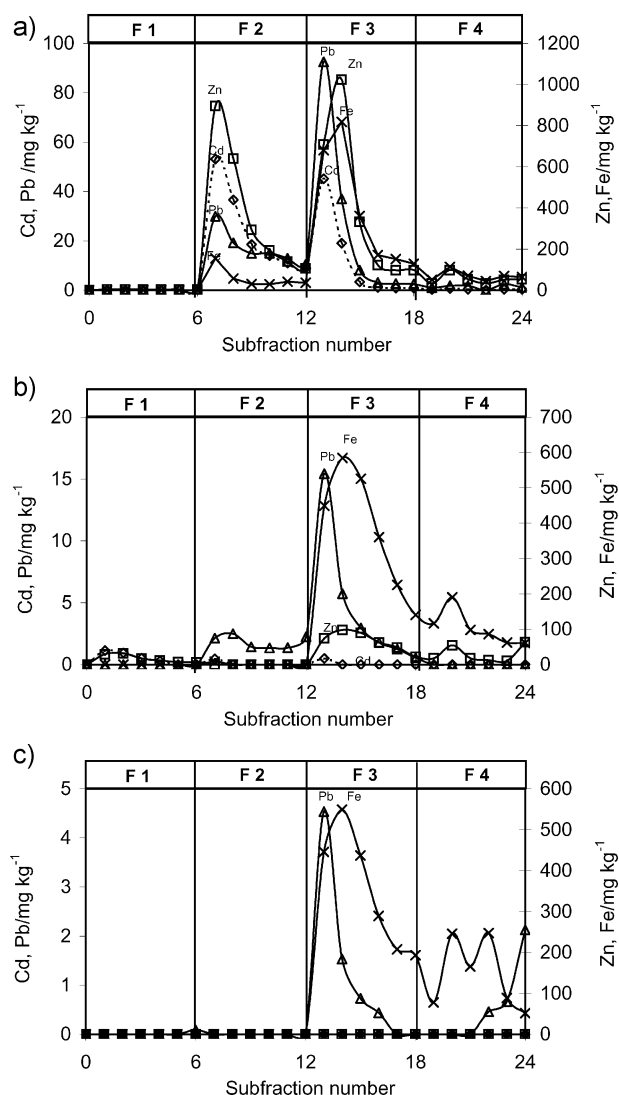 a)
F 1 F 2 F 3 F 4
100 1200
80 1000
60 800
40 600
20 400
0 200
0
Cd, Pb /mg kg-1
Zn,Fe/mg kg-1
Zn
Cd
Pb
Fe
Pb
Zn
Fe
Cd
0 6 12 18 24
Subfraction number
b)
F 1 F 2 F 3 F 4
20 700
15 600
10 500
5 400
0 300
200
100
0
Cd, Pb/mg kg-1
Zn, Fe/mg kg-1
Fe
Pb
Zn
Cd
0 6 12 18 24
Subfraction number
c)
F 1 F 2 F 3 F 4
5 600
4 500
3 400
2 300
1 200
0 100
0
Cd, Pb/mg kg-1
Zn, Fe/mg kg-1
Pb Fe
0 6 12 18 24
Subfraction number